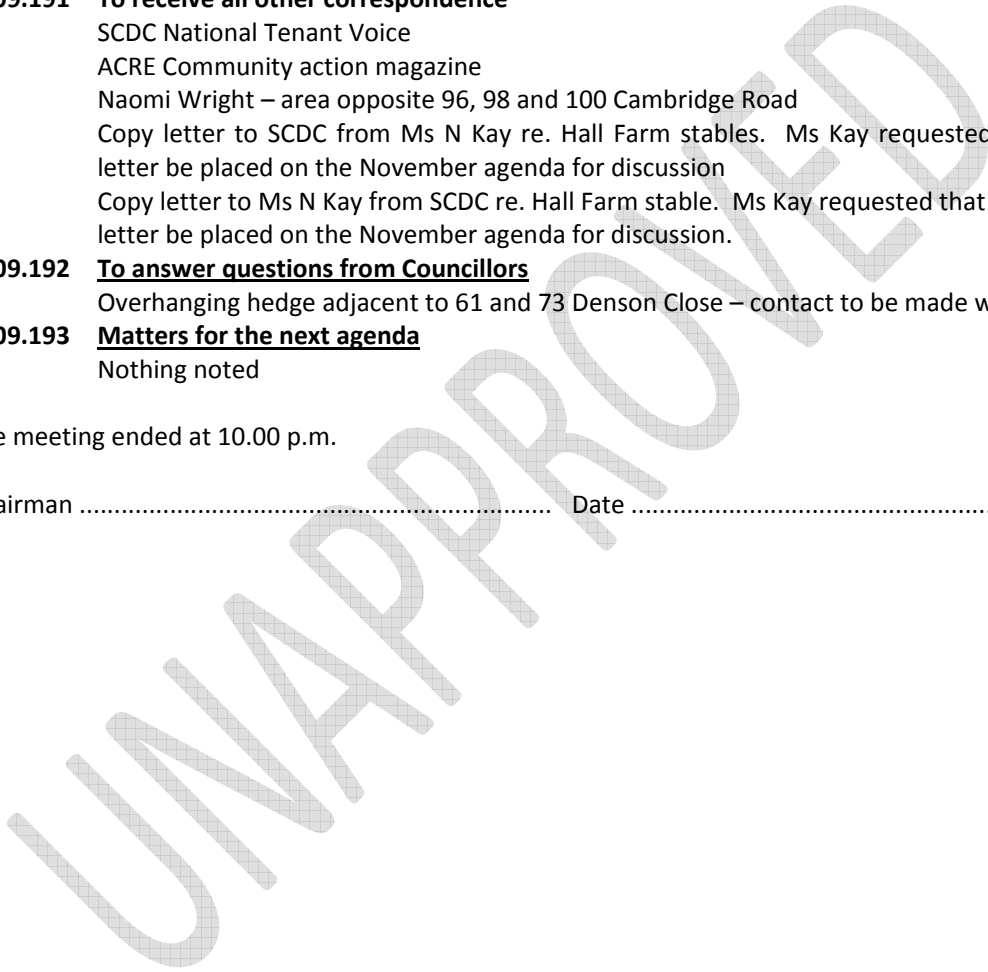 09.191 To receive all other correspondence
SCDC National Tenant Voice
ACRE Community action magazine
Naomi Wright – area opposite 96, 98 and 100 Cambridge Road
Copy letter to SCDC from Ms N Kay re. Hall Farm stables. Ms Kay requested
letter be placed on the November agenda for discussion
Copy letter to Ms N Kay from SCDC re. Hall Farm stable. Ms Kay requested that
letter be placed on the November agenda for discussion.
09.192 To answer questions from Councillors
Overhanging hedge adjacent to 61 and 73 Denson Close – contact to be made
09.193 Matters for the next agenda
Nothing noted
meeting ended at 10.00 p.m.
airman .................................................................... Date ....................................................
UNAPPROVED